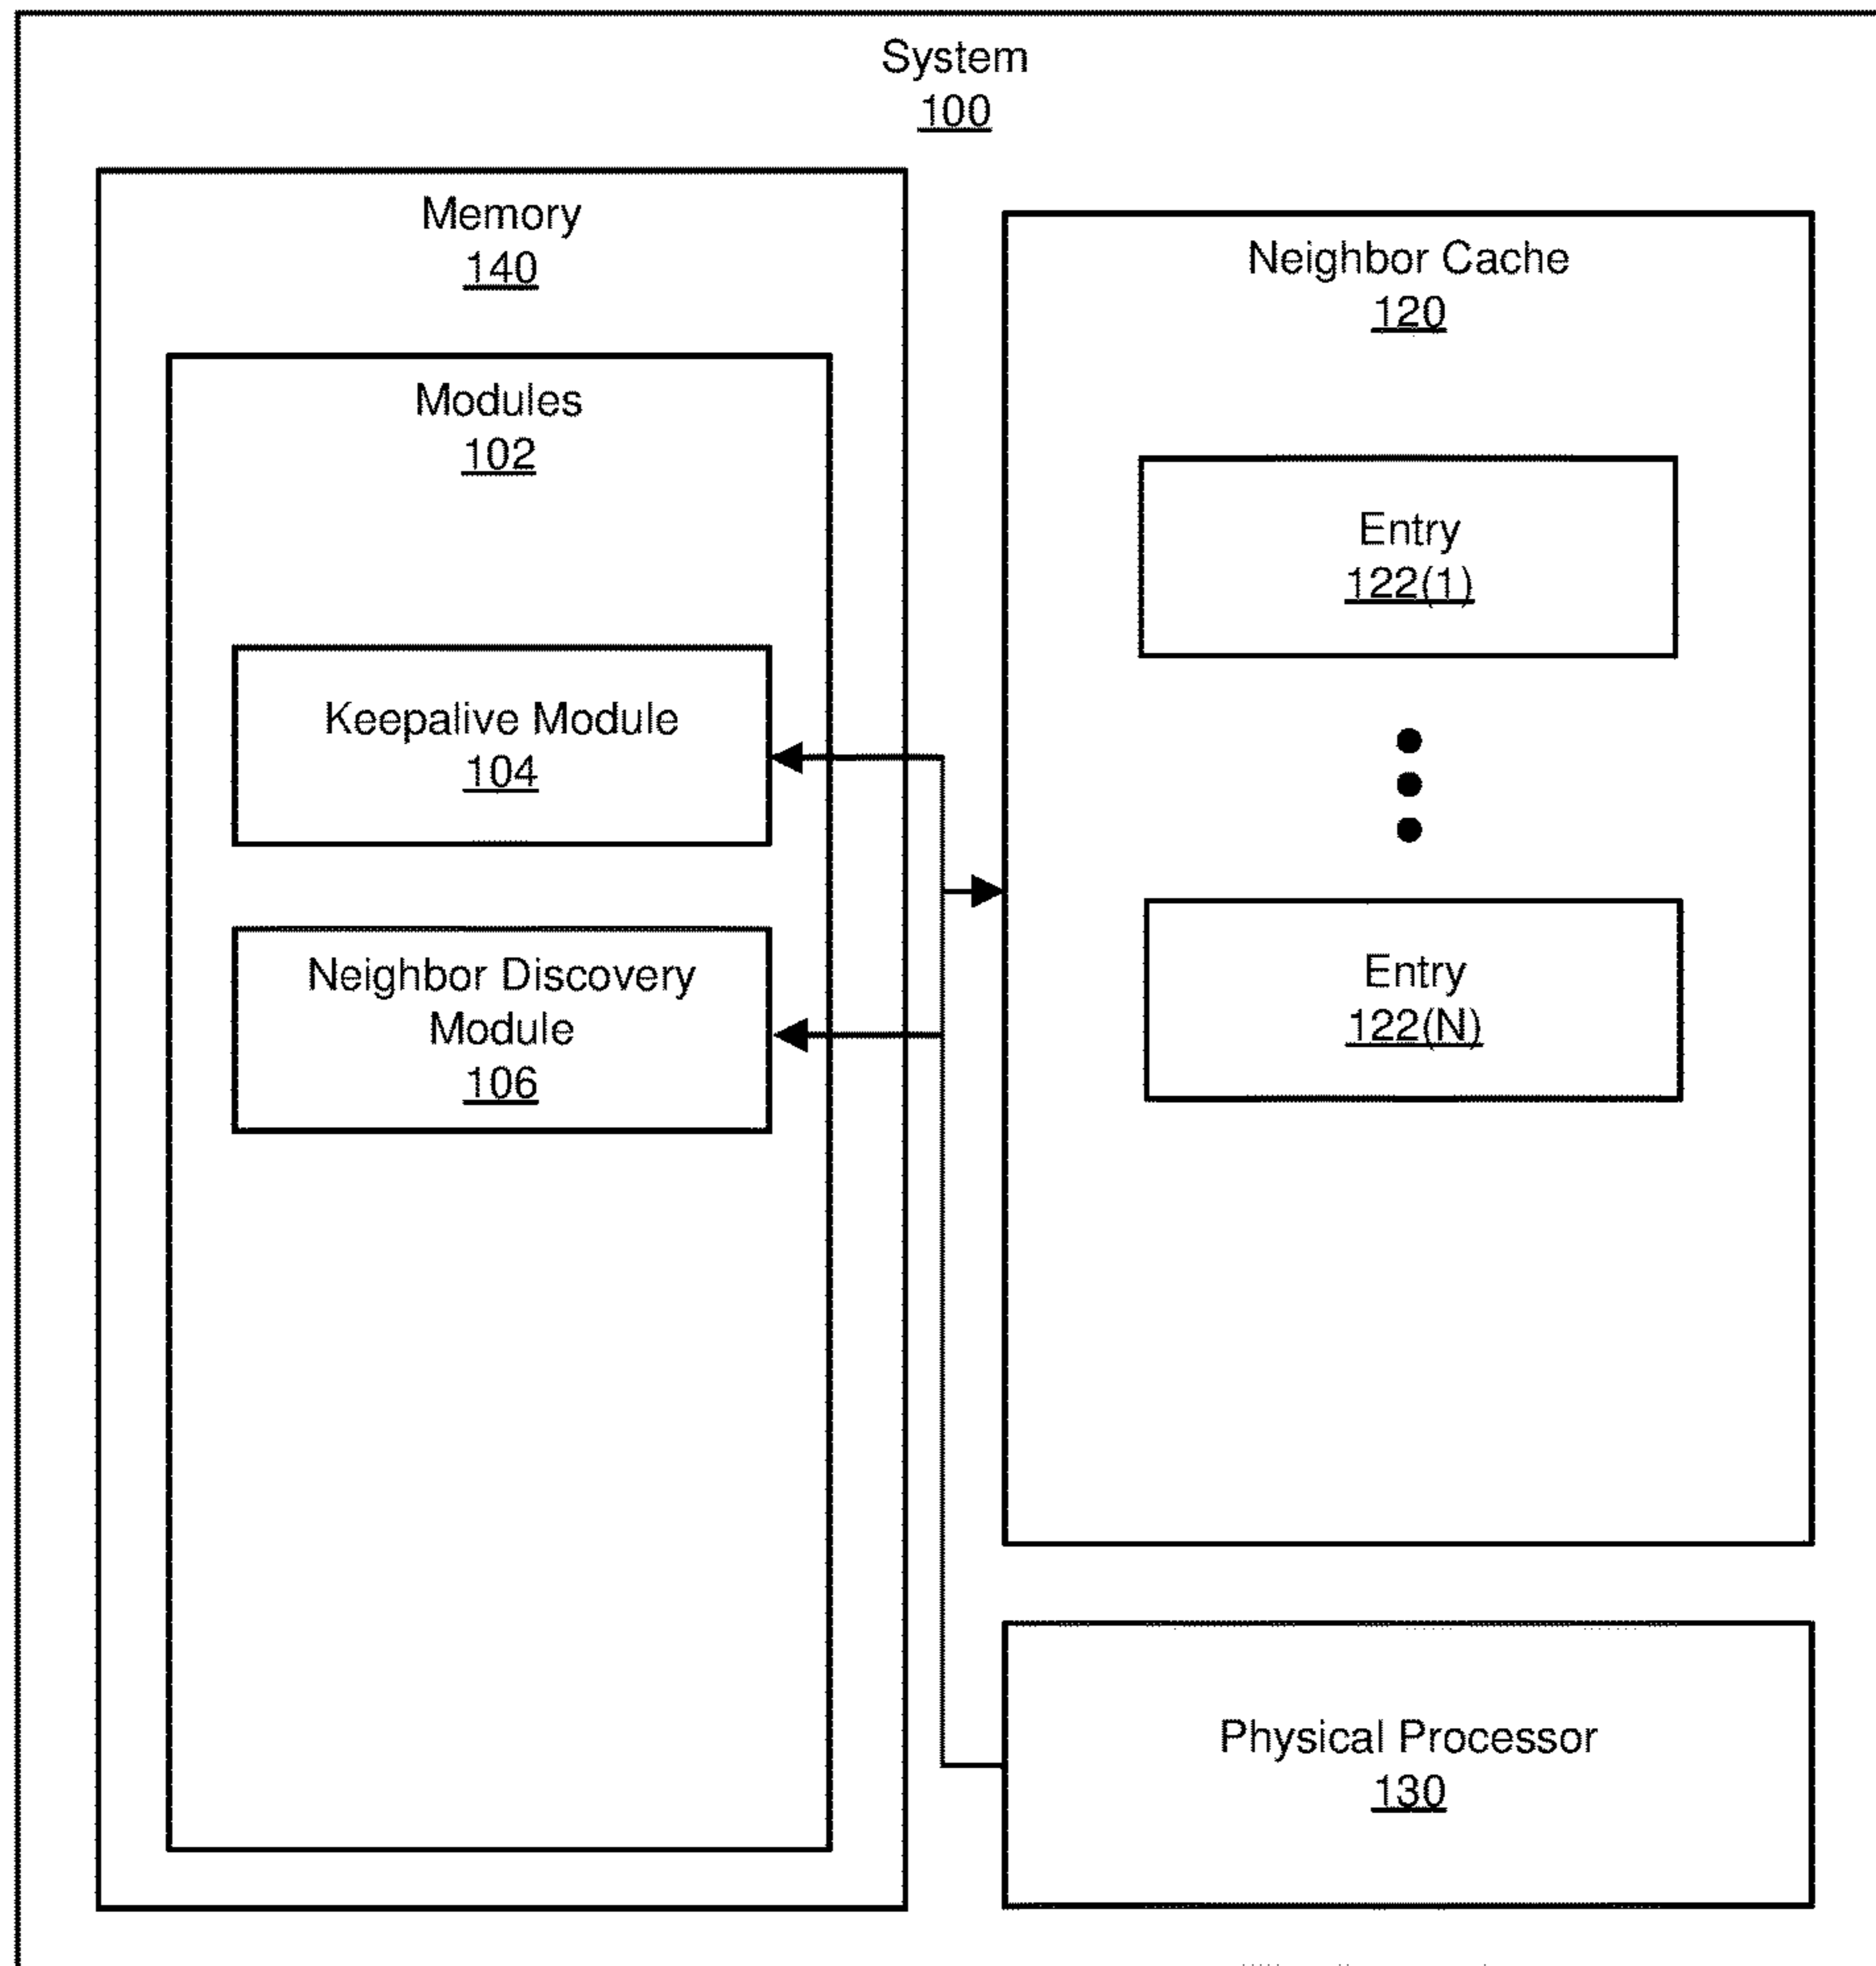 System
100
Memory
140
Modules
102
Keepalive Module
104
Neighbor Discovery
Module
106
Neighbor Cache
120
Entry
122(1)
Entry
122(N)
Physical Processor
130